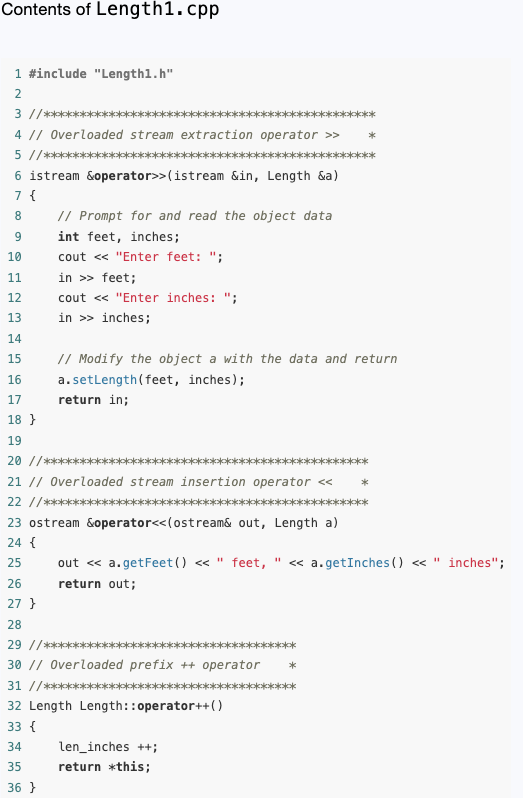 Contents of Length1.cpp
1 #include "Length1.h"
2
3 //**********************************************
4 // Overloaded stream extraction operator >>    *
5 //**********************************************
6 istream &operator>>(istream &in, Length &a)
7 {
8     // Prompt for and read the object data
9     int feet, inches;
10     cout << "Enter feet: ";
11     in >> feet;
12     cout << "Enter inches: ";
13     in >> inches;
14
15     // Modify the object a with the data and return
16     a.setLength(feet, inches);
17     return in;
18 }
19
20 //*********************************************
21 // Overloaded stream insertion operator <<    *
22 //*********************************************
23 ostream &operator<<(ostream& out, Length a)
24 {
25     out << a.getFeet() << " feet, " << a.getInches() << " inches";
26     return out;
27 }
28
29 //***********************************
30 // Overloaded prefix ++ operator    *
31 //***********************************
32 Length Length::operator++()
33 {
34     len_inches ++;
35     return *this;
36 }